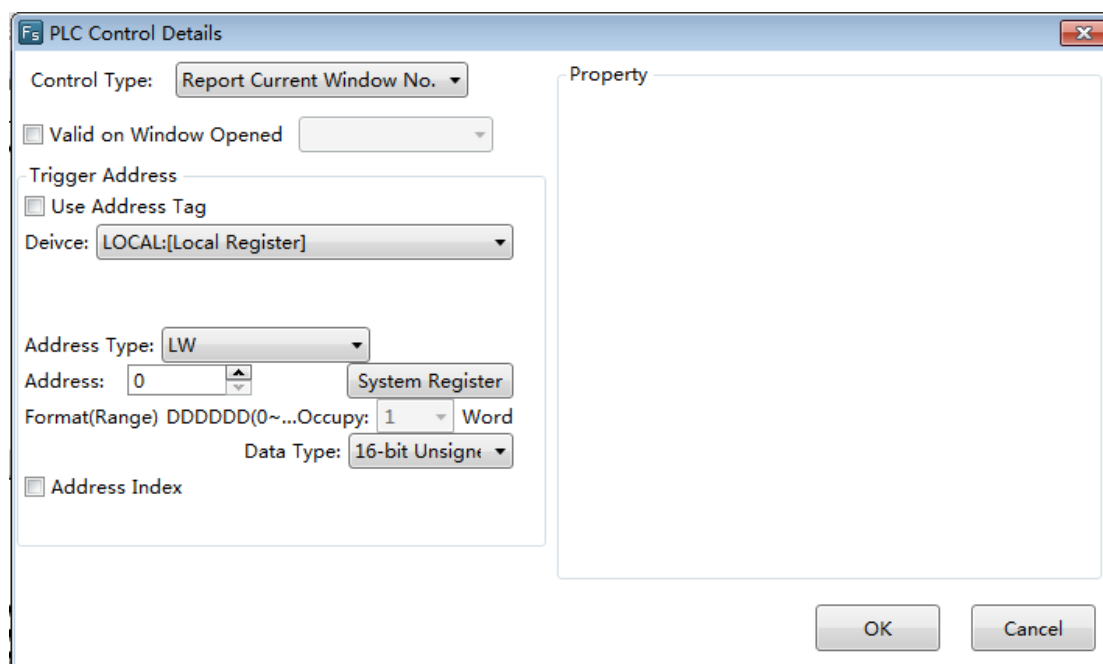 Fs PLC Control Details
Control Type: Report Current Window No.
Property
Valid on Window Opened
Trigger Address
Use Address Tag
Deivce: LOCAL:[Local Register]
Address Type: LW
Address: 0 System Register
Format(Range) DDDDDD(0~...Occupy: 1 Word
Data Type: 16-bit Unsigne
Address Index
OK Cancel